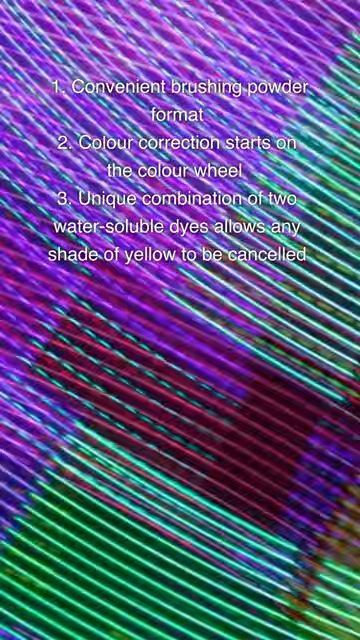 1. Convenient brushing powder
format
2. Colour correction starts on
the colour wheel
3. Unique combination of two
water-soluble dyes allows any
shade of yellow to be cancelled